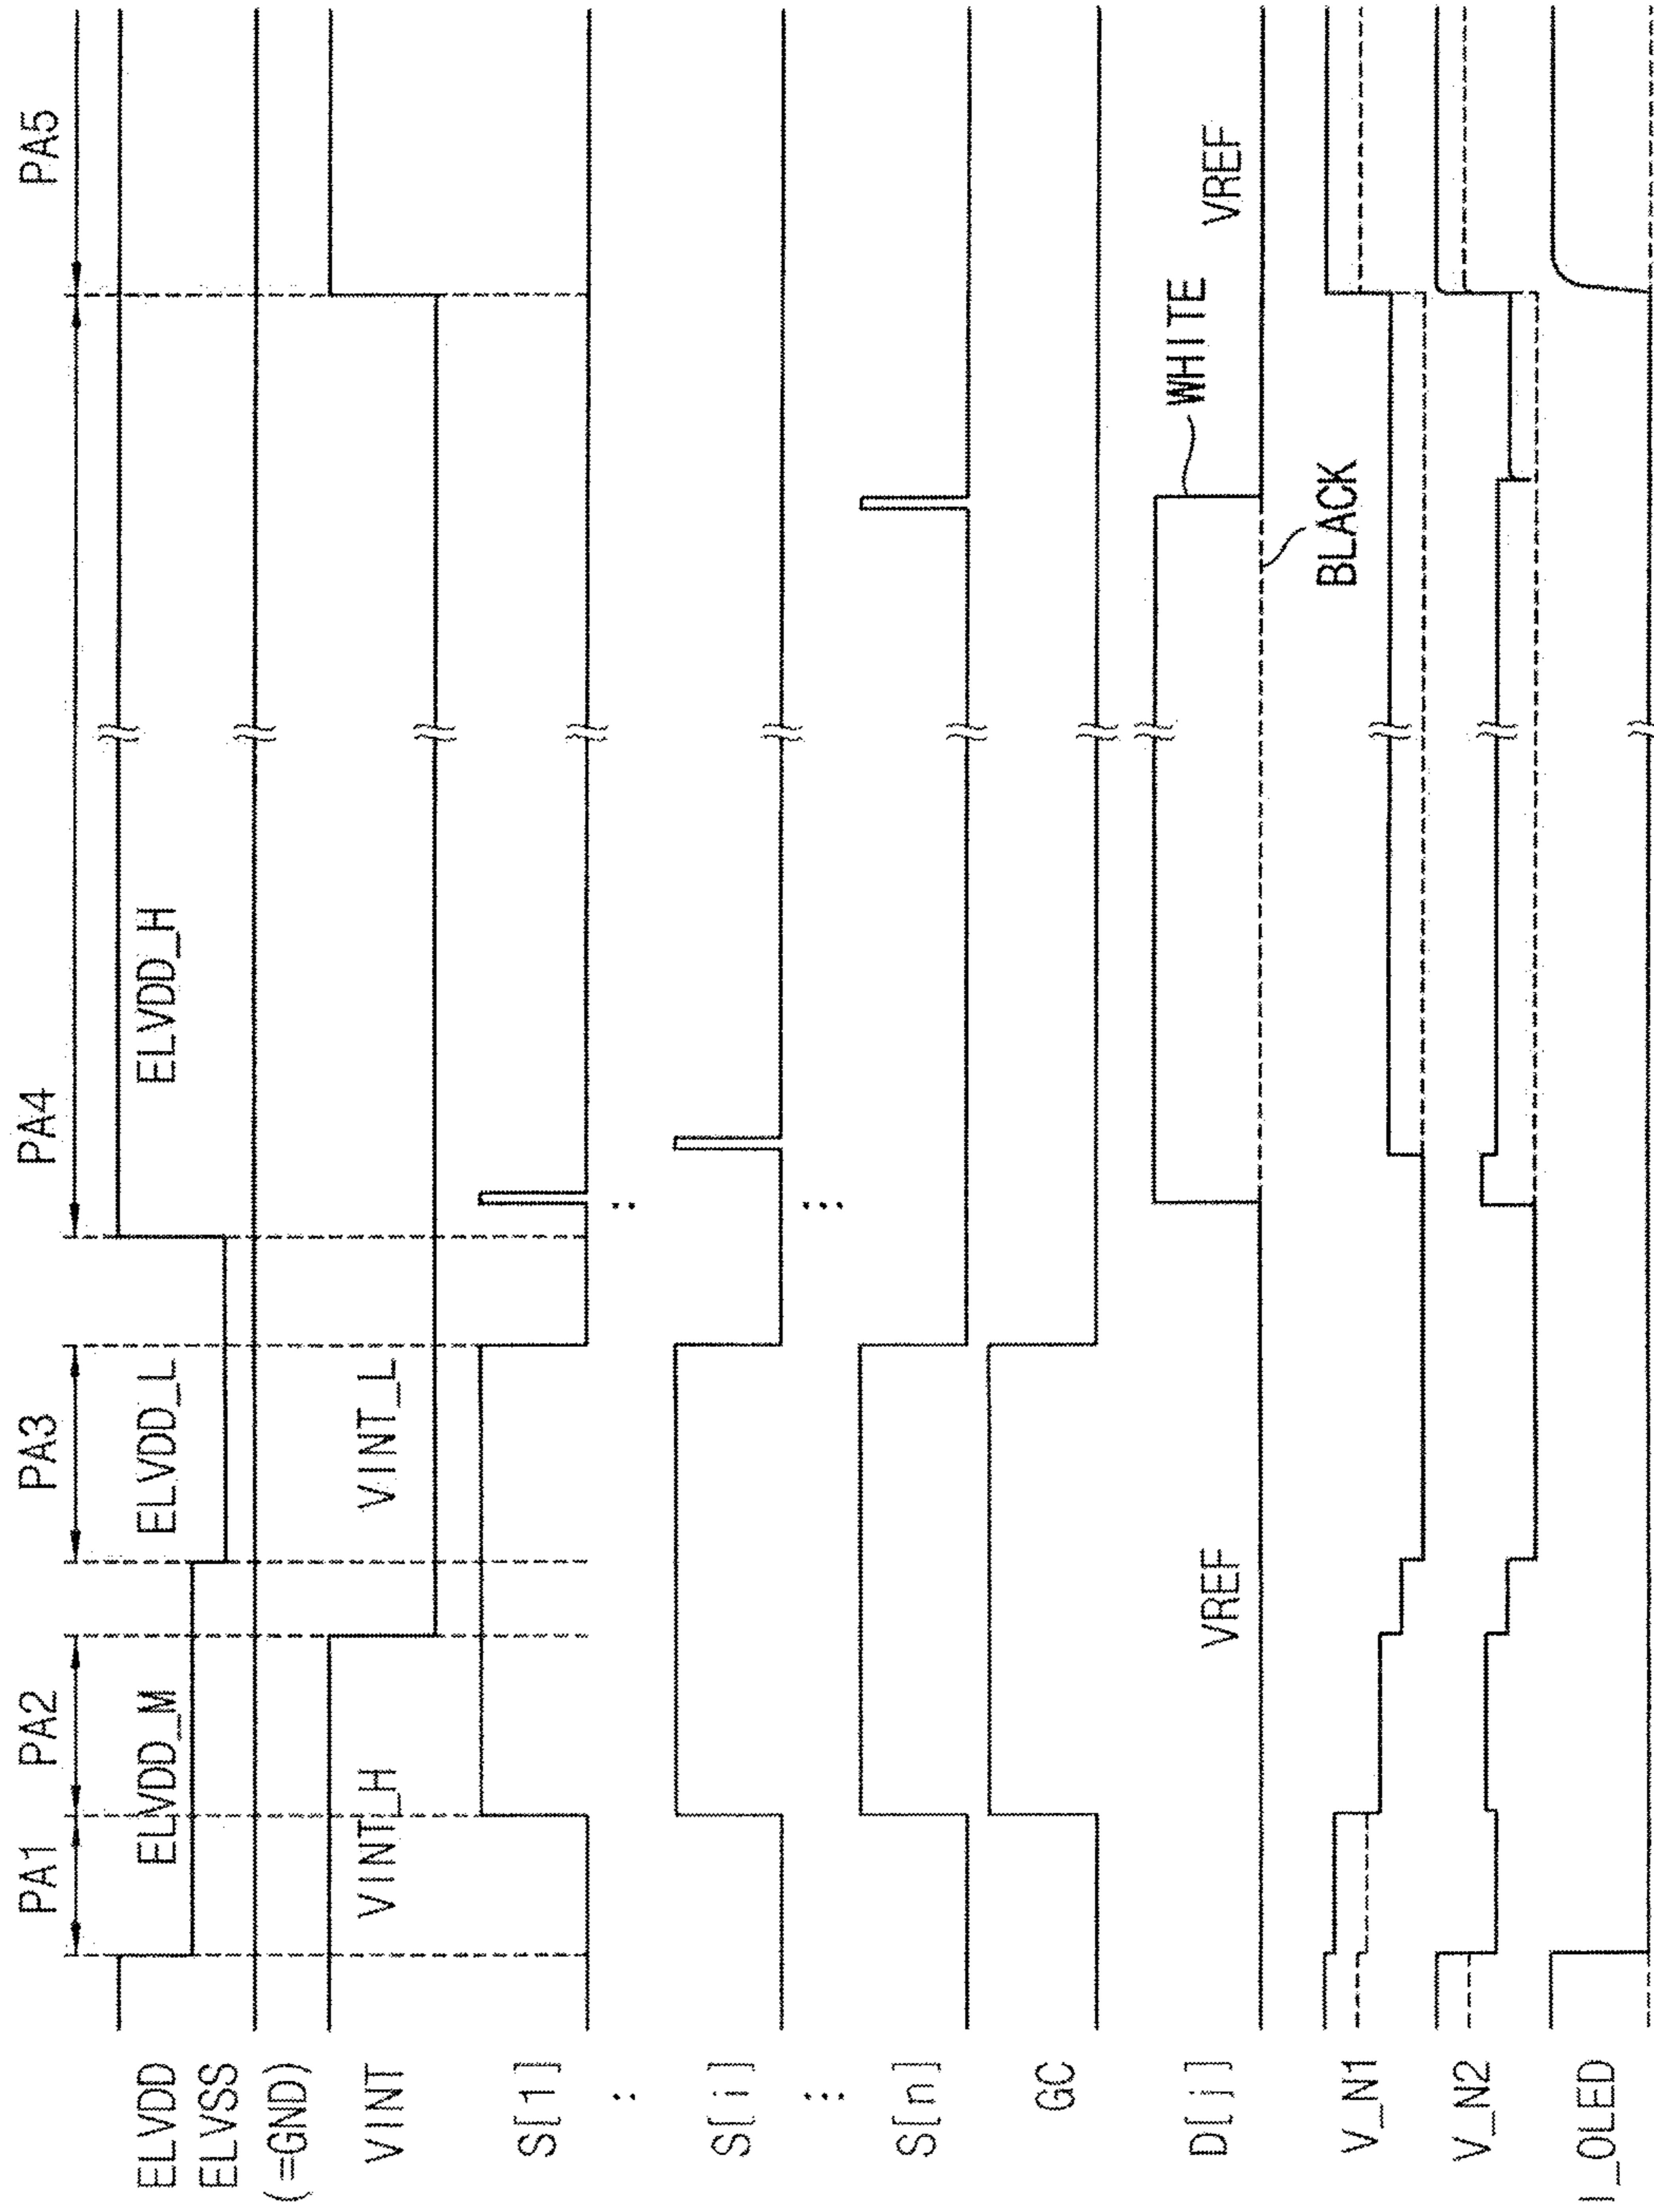 PA1
PA2
PA3
PA4
PA5
ELVDD
ELVDD_M
ELVDD_L
ELVDD_H
ELVSS
(=GND)
VINT
VINT_H
VINT_L
S[1]
:
S[i]
:
S[n]
GC
D[j]
VREF
WHITE
VREF
BLACK
V_N1
V_N2
I_OLED